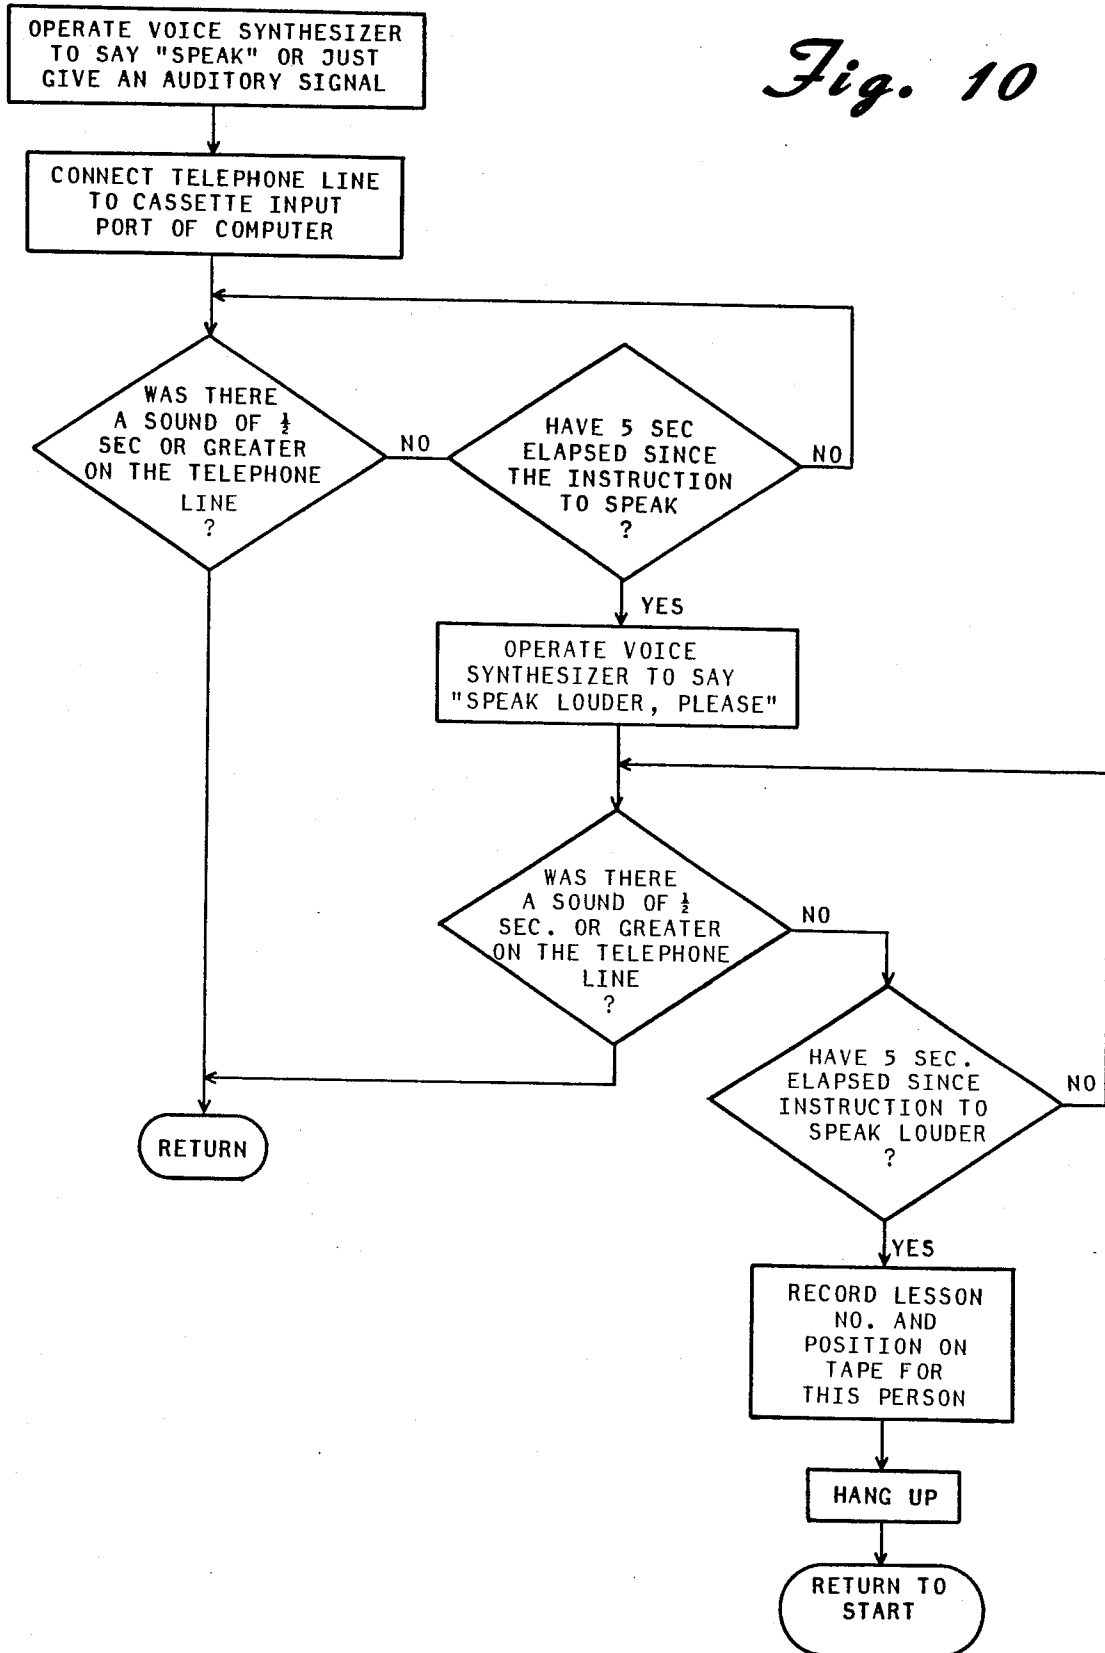 Fig. 10
OPERATE VOICE SYNTHESIZER
TO SAY "SPEAK" OR JUST
GIVE AN AUDITORY SIGNAL
CONNECT TELEPHONE LINE
TO CASSETTE INPUT
PORT OF COMPUTER
WAS THERE
A SOUND OF ½
SEC OR GREATER
ON THE TELEPHONE
LINE
?
NO
HAVE 5 SEC
ELAPSED SINCE
THE INSTRUCTION
TO SPEAK
?
NO
YES
OPERATE VOICE
SYNTHESIZER TO SAY
"SPEAK LOUDER, PLEASE"
WAS THERE
A SOUND OF ½
SEC. OR GREATER
ON THE TELEPHONE
LINE
?
NO
HAVE 5 SEC.
ELAPSED SINCE
INSTRUCTION TO
SPEAK LOUDER
?
NO
RETURN
YES
RECORD LESSON
NO. AND
POSITION ON
TAPE FOR
THIS PERSON
HANG UP
RETURN TO
START